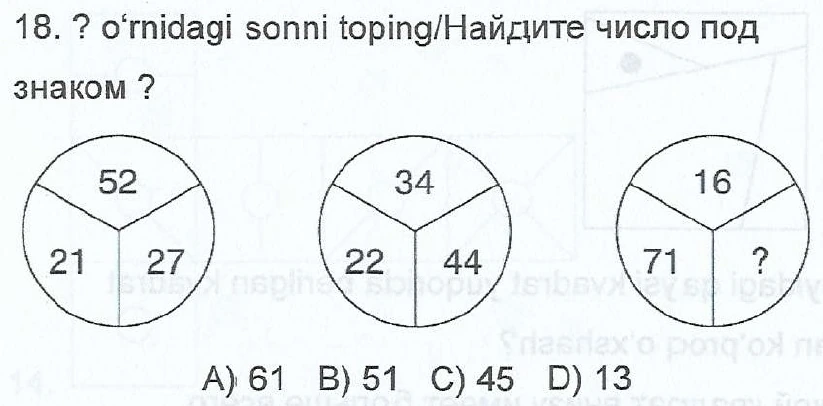 18. ? o‘rnidagi sonni toping/Найдите число под
знаком ?
52
21 27
34
22 44
16
71 ?
A) 61 B) 51 C) 45 D) 13